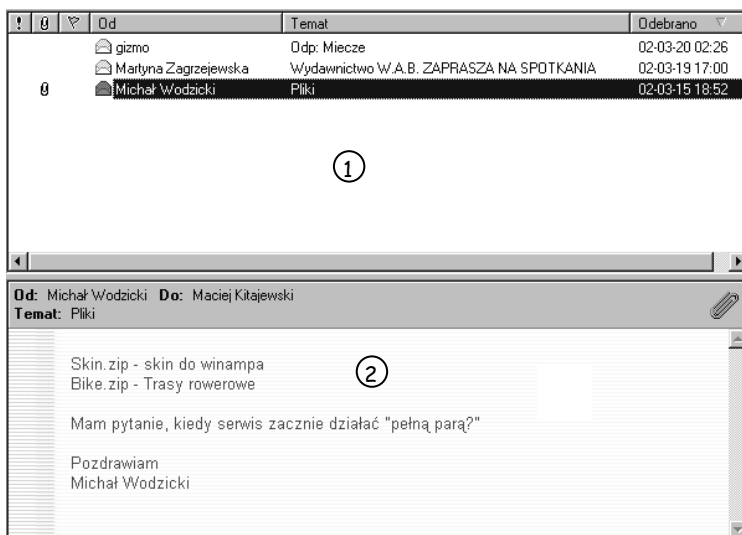 ! Od Temat Odebrano
gizmo Odp: Miecze 02-03-20 02:26
Martyna Zagrzejewska Wydawnictwo W.A.B. ZAPRASZA NA SPOTKANIA 02-03-19 17:00
Michał Wodzicki Pliki 02-03-15 18:52
1
Od: Michał Wodzicki Do: Maciej Kitajewski
Temat: Pliki
Skin.zip - skin do winampa
Bike.zip - Trasy rowerowe
2
Mam pytanie, kiedy serwis zacznie działać "pełną parą?"
Pozdrawiam
Michał Wodzicki